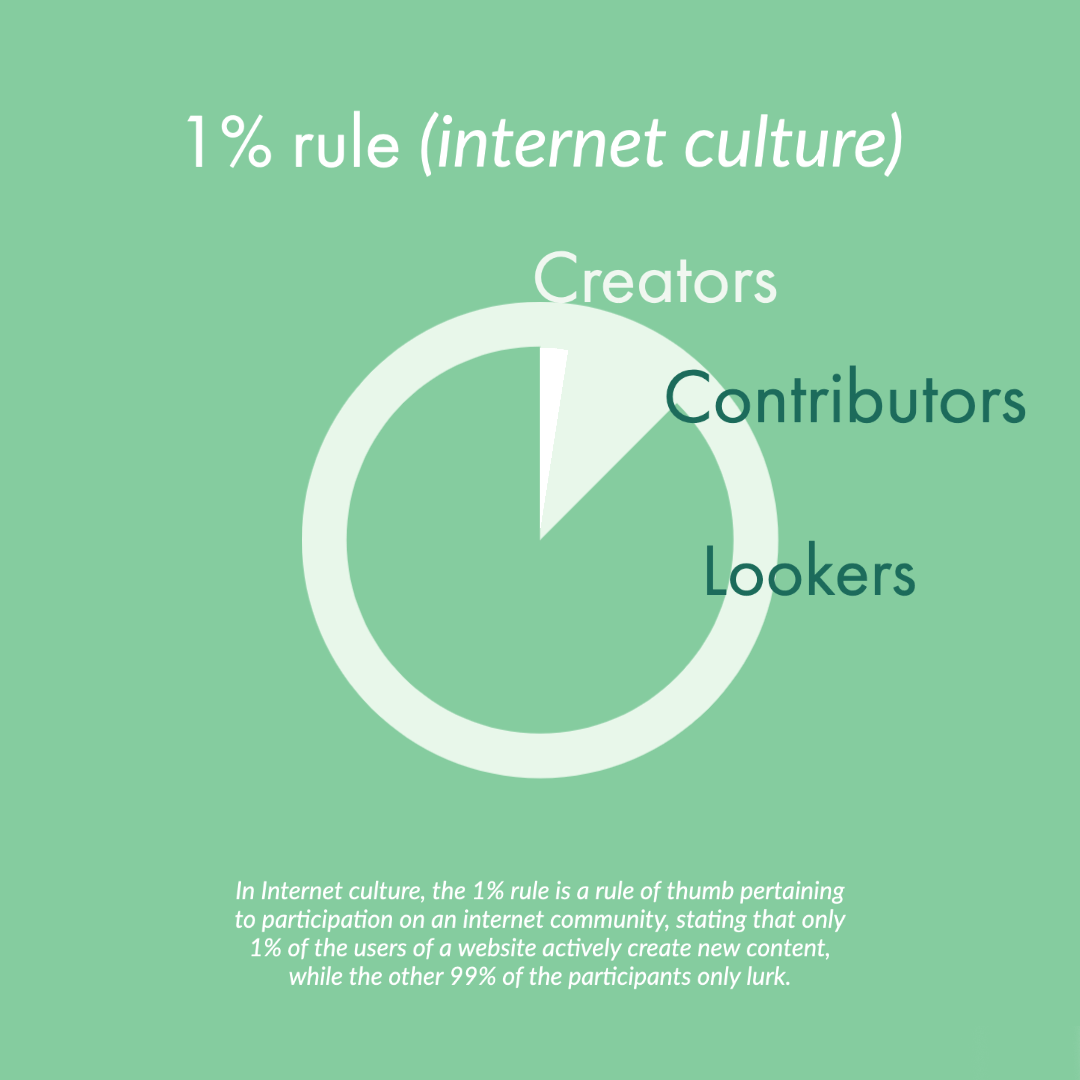 1% rule (internet culture)
Creators
Contributors
Lookers
In Internet culture, the 1% rule is a rule of thumb pertaining
to participation on an internet community, stating that only
1% of the users of a website actively create new content,
while the other 99% of the participants only lurk.